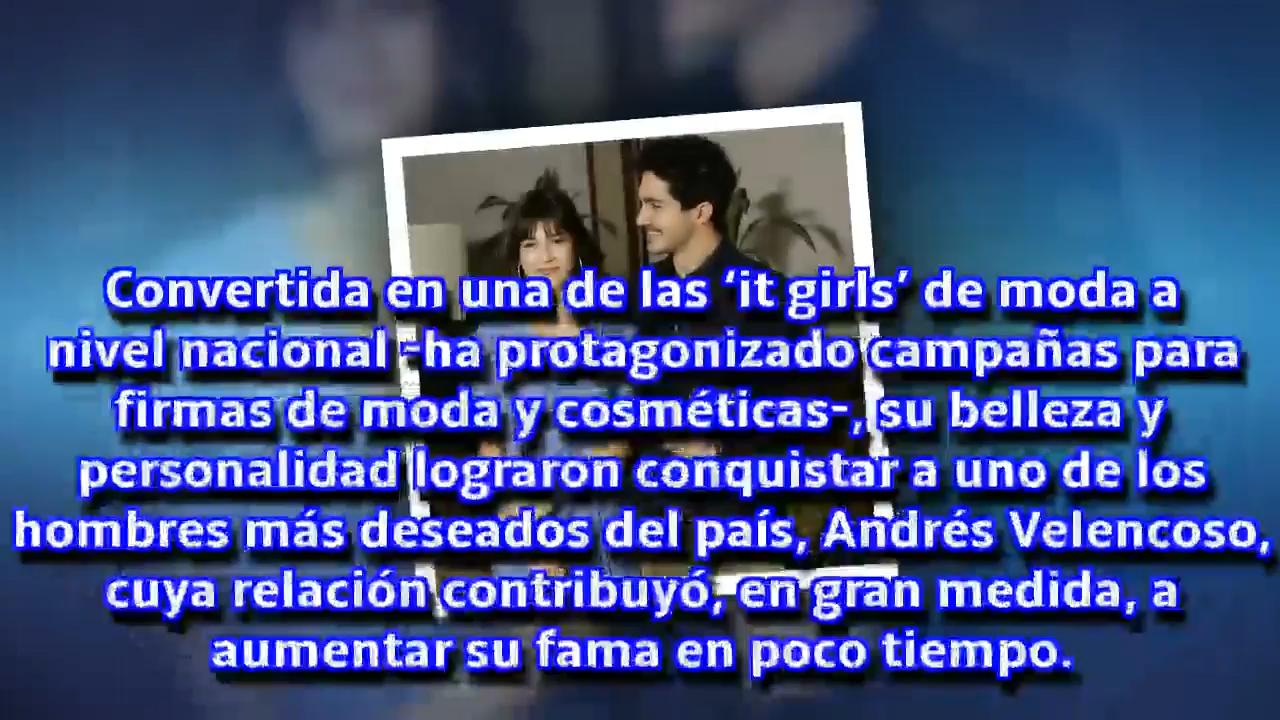 Convertida en una de las ‘it girls’ de moda a
nivel nacional -ha protagonizado campañas para
firmas de moda y cosméticas-, su belleza y
personalidad lograron conquistar a uno de los
hombres más deseados del país, Andrés Velencoso,
cuya relación contribuyó, en gran medida, a
aumentar su fama en poco tiempo.